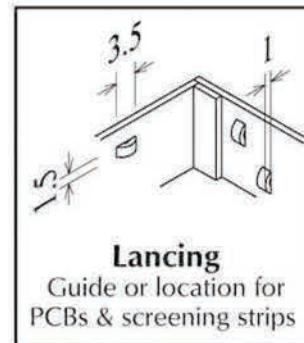 3.5
1
1.5
Lancing
Guide or location for
PCBs & screening strips